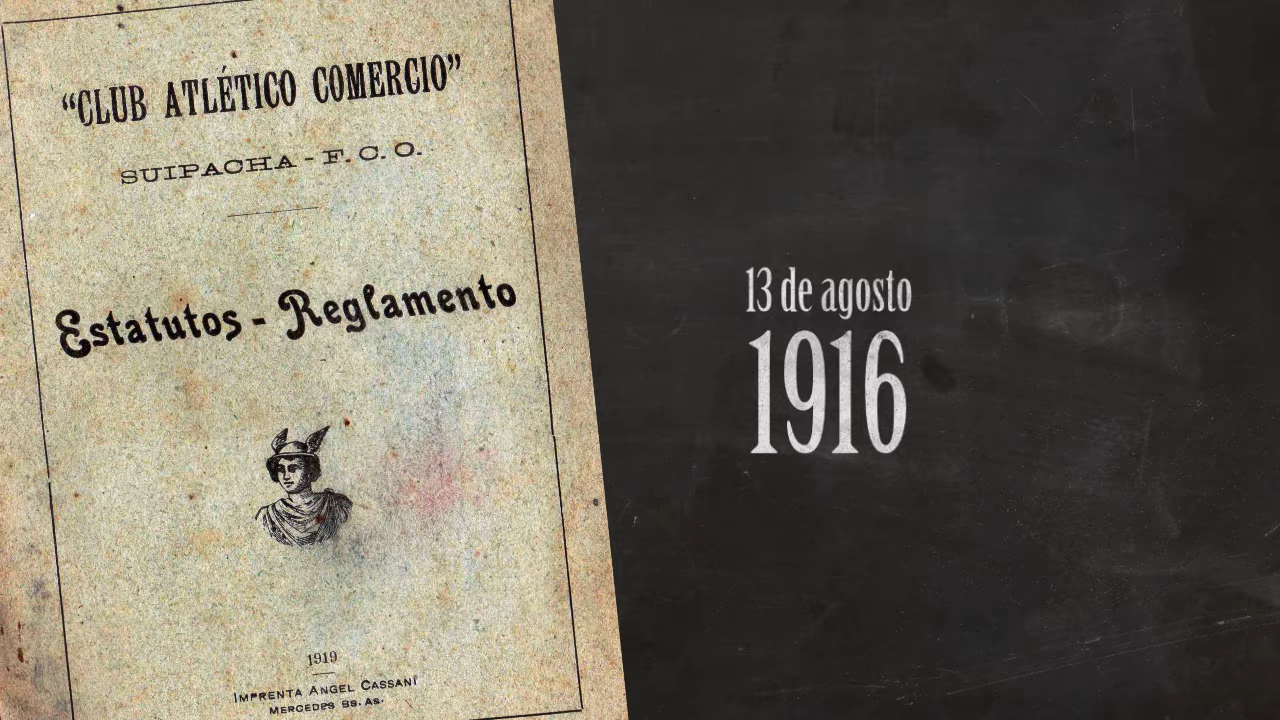 “CLUB ATLÉTICO COMERCIO”
SUIPACHA - F. C. O.
Estatutos - Reglamento
1919
IMPRENTA ANGEL CASSANI
MERCEDES BS. AS.
13 de agosto
1916